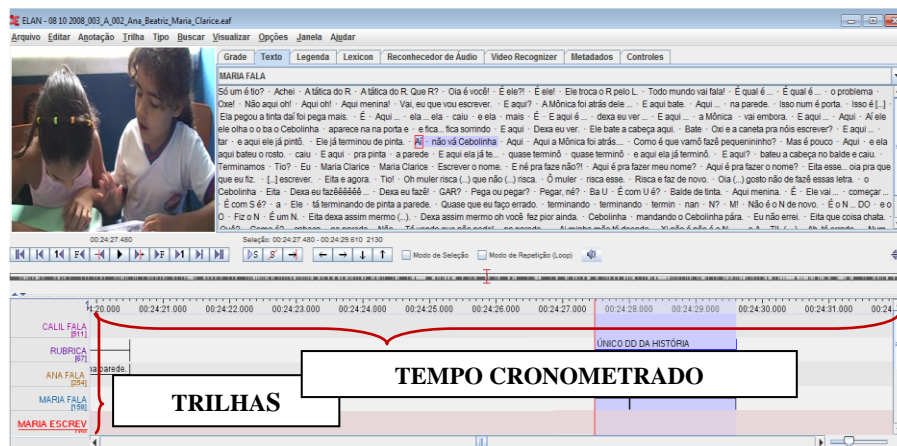 ELAN - 08 10 2008_003_A_002_Ana_Beatriz_Maria_Clarice.eaf
Arquivo Editar Anotação Trilha Tipo Buscar Visualizar Opções Janela Ajudar
Grade Texto Legenda Lexicon Reconhecedor de Áudio Video Recognizer Metadados Controles
MARIA FALA
Só um é tio? · Achei · A tática do R · A tática do R. Que R? · Ola é você! · É ele?! · É ele! · Ele troca o R pelo L. · Todo mundo vai fala! · É qual é ... · É qual é ... · o problema ·
Oxe! · Não aqui oh! · Aqui oh! · Aqui menina! · Vai, eu que vou escrever. · E aqui? · A Mônica foi atrás dele ... · E aqui bate. · Aqui ... · na parede. · Isso num é porta. · Isso é [..] ·
Ela pegou a tinta daí foi pega mais. · É · Aqui ... · ela ... ela · caiu · e ela · mais · É · E aqui é ... · dexa eu ver ... · E aqui ... · a Mônica · vai embora. · E aqui ... · Aqui · Aí ele
ele olha o o ba o Cebolinha · aparece na na porta e · e fica.. fica sorrindo · E aqui · Dexa eu ver. · Ele bate a cabeça aqui. · Bate · Oxi e a caneta pra nóis escrever? · E aqui ... ·
tar · e aqui ele já pintô. · Ele já terminou de pinta. · Aí · não vá Cebolinha · Aqui · Aqui a Mônica foi atrás... · Como é que vamô fazê pequenininho? · Mas é pouco · Aqui · e ela
aqui bateu o rosto. · caiu · E aqui · pra pinta · a parede · E aqui ela já te... · quase terminô · quase terminô · e aqui ela já terminô. · E aqui? · bateu a cabeça no balde e caiu. ·
Terminamos · Tio? · Eu · Maria Clarice · Maria Clarice · Escrever o nome. · E né pra faze não?! · Aqui é pra fazer meu nome? · Aqui é pra fazer o nome? · Eita esse... oia pra que
que eu fiz. · [..] escrever. · Eita e agora. · Tio! · Ô muler risca (...) que não (...) risca. · Ô muler · risca esse. · Risca e faz de novo. · Oia (..) gosto não de fazê essas letra. · o
Cebolinha · Eita · Dexa eu fazêêêêêê ... · Dexa eu fazê! · GAR? · Pega ou pegar? · Pegar, né? · Ba U · É com U é? · Balde de tinta. · Aqui menina. · É · Ele vai ... · começar ...
· É com S é? · a · Ele · tá terminando de pinta a parede. · Quase que eu faço errado. · terminando · terminando · termin · nan · N? · M! · Não é o N de novo. · É o N ... DO · e o
O · Fiz o N · É um N. · Eita dexa assim mermo (...). · Dexa assim mermo oh você fez pior ainda. · Cebolinha · mandando o Cebolinha pára. · Eu não errei. · Eita que coisa chata. ·
00:24:27.480
Seleção: 00:24:27.480 - 00:24:29.610 2130
Modo de Seleção Modo de Repetição (Loop)
00:24:21.000 00:24:22.000 00:24:23.000 00:24:24.000 00:24:25.000 00:24:26.000 00:24:27.000 00:24:28.000 00:24:29.000 00:24:30.000 00:24:31.000
CALIL FALA
[511]
RUBRICA
[67]
ÚNICO DD DA HISTÓRIA
ANA FALA
[254]
parede.
MARIA FALA
[158]
MARIA ESCREV
TRILHAS
TEMPO CRONOMETRADO